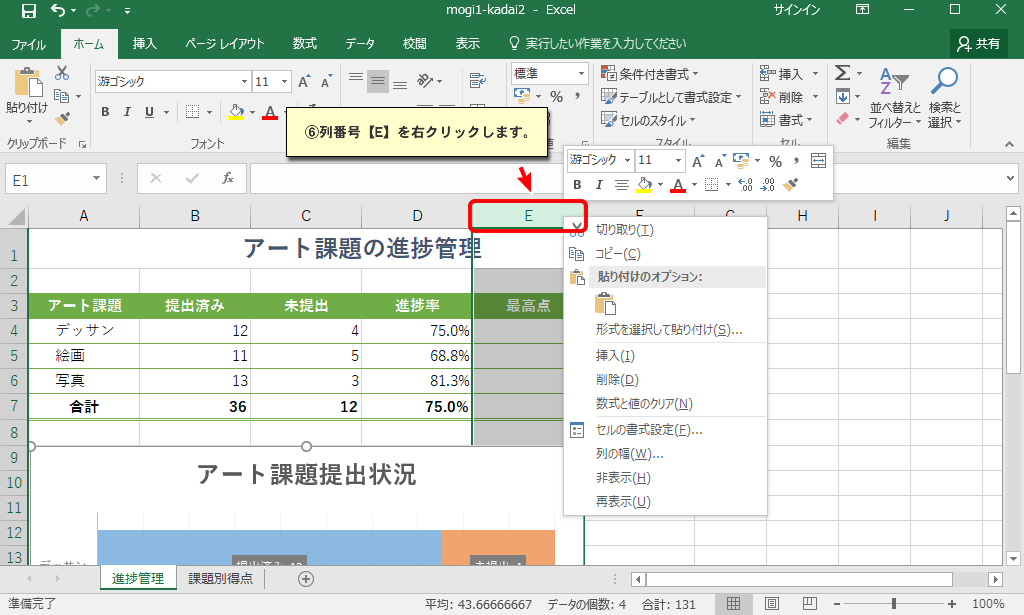 mogi1-kadai2 - Excel
サインイン
ファイル ホーム 挿入 ページ レイアウト 数式 データ 校閲 表示 実行したい作業を入力してください 共有
貼り付け
クリップボード
游ゴシック 11
B I U
フォント
標準
%
条件付き書式
テーブルとして書式設定
セルのスタイル
スタイル
挿入
削除
書式
セル
並べ替えと
フィルター
検索と
選択
編集
⑥列番号【E】を右クリックします。
游ゴシック 11
B I A
E1
fx
A B C D E F G H I J
1 アート課題の進捗管理
2
3 アート課題 提出済み 未提出 進捗率 最高点
4 デッサン 12 4 75.0%
5 絵画 11 5 68.8%
6 写真 13 3 81.3%
7 合計 36 12 75.0%
8
9
10 アート課題提出状況
11
12
13
切り取り(T)
コピー(C)
貼り付けのオプション:
形式を選択して貼り付け(S)...
挿入(I)
削除(D)
数式と値のクリア(N)
セルの書式設定(F)...
列の幅(W)...
非表示(H)
再表示(U)
進捗管理 課題別得点
準備完了 平均: 43.66666667 データの個数: 4 合計: 131 100%